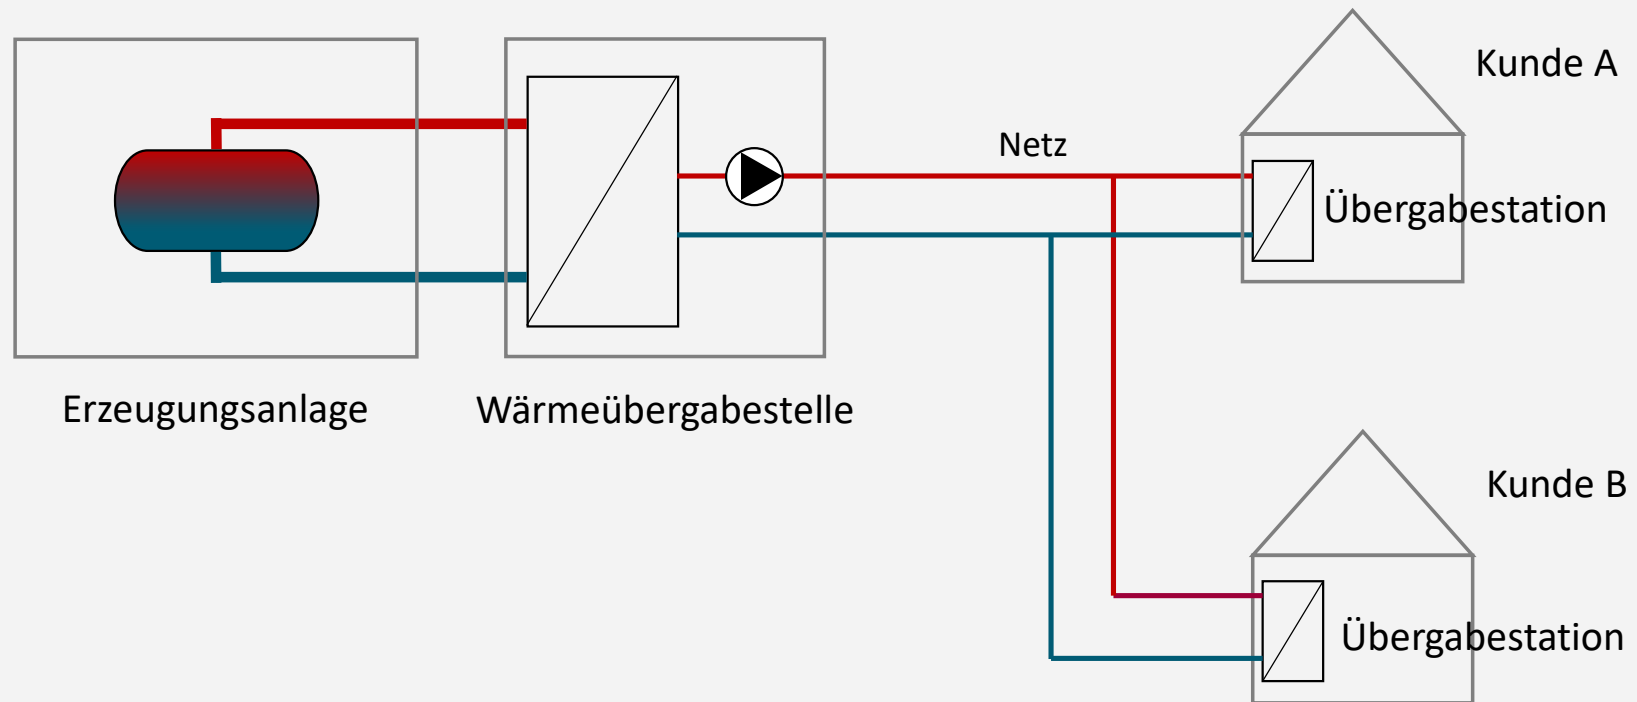 Kunde A
Netz
Übergabestation
Erzeugungsanlage
Wärmeübergabestelle
Kunde B
Übergabestation